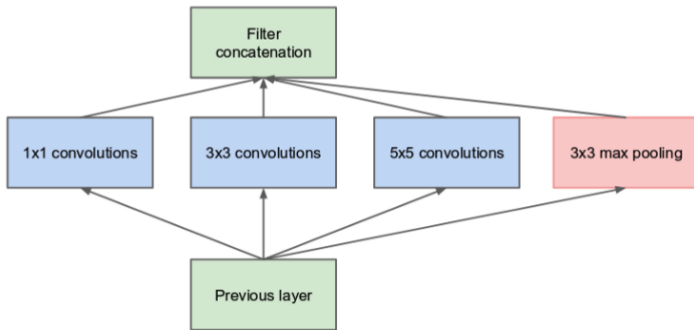 Filter
concatenation
1x1 convolutions
3x3 convolutions
5x5 convolutions
3x3 max pooling
Previous layer